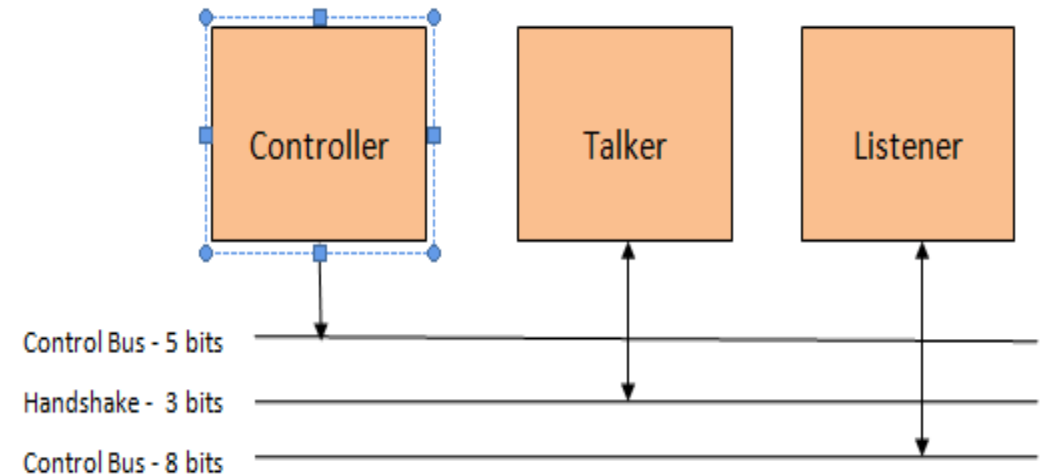 Controller
Talker
Listener
Control Bus - 5 bits
Handshake - 3 bits
Control Bus - 8 bits